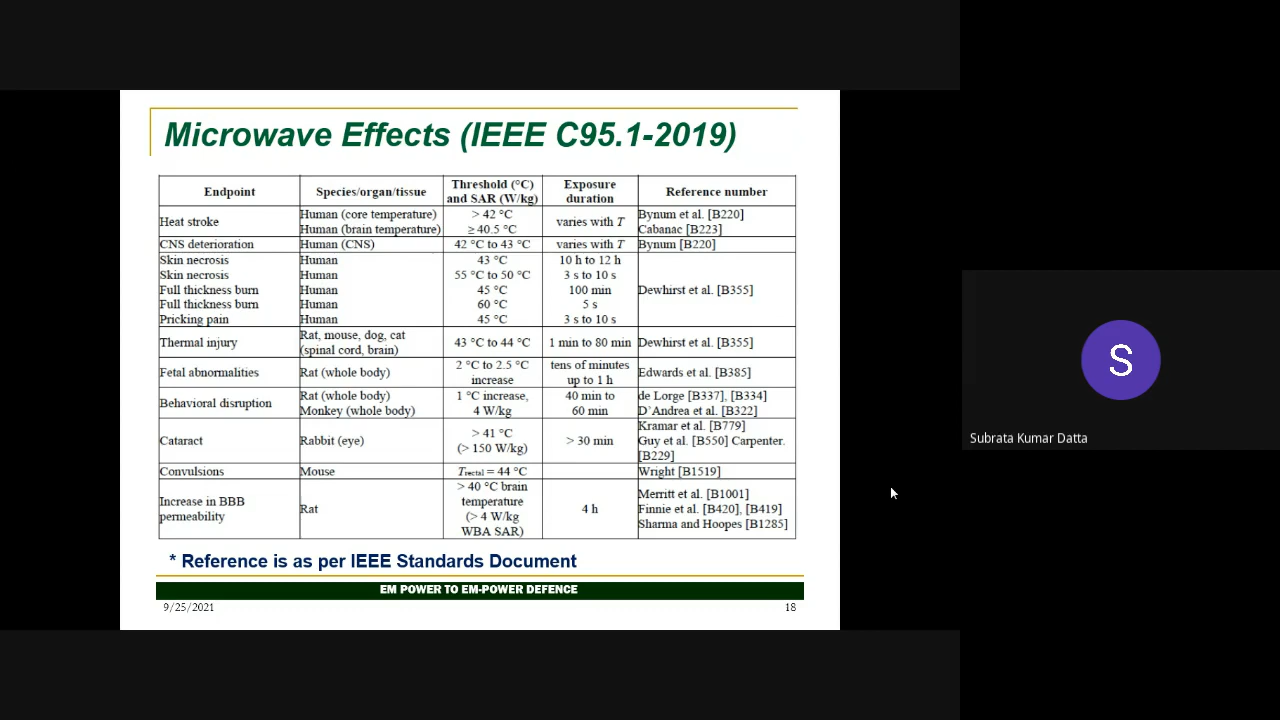 Microwave Effects (IEEE C95.1-2019)
Endpoint Species/organ/tissue Threshold (°C) and SAR (W/kg) Exposure duration Reference number
Heat stroke Human (core temperature) > 42 °C varies with T Bynum et al. [B220]
Human (brain temperature) ≥ 40.5 °C Cabanac [B223]
CNS deterioration Human (CNS) 42 °C to 43 °C varies with T Bynum [B220]
Skin necrosis Human 43 °C 10 h to 12 h
Skin necrosis Human 55 °C to 50 °C 3 s to 10 s
Full thickness burn Human 45 °C 100 min Dewhirst et al. [B355]
Full thickness burn Human 60 °C 5 s
Pricking pain Human 45 °C 3 s to 10 s
Thermal injury Rat, mouse, dog, cat (spinal cord, brain) 43 °C to 44 °C 1 min to 80 min Dewhirst et al. [B355]
Fetal abnormalities Rat (whole body) 2 °C to 2.5 °C increase tens of minutes up to 1 h Edwards et al. [B385]
Behavioral disruption Rat (whole body) 1 °C increase, 40 min to de Lorge [B337], [B334]
Monkey (whole body) 4 W/kg 60 min D'Andrea et al. [B322]
Cataract Rabbit (eye) > 41 °C (> 150 W/kg) > 30 min Kramar et al. [B779] Guy et al. [B550] Carpenter. [B229]
Convulsions Mouse Trectal = 44 °C Wright [B1519]
Increase in BBB permeability Rat > 40 °C brain temperature (> 4 W/kg WBA SAR) 4 h Merritt et al. [B1001] Finnie et al. [B420], [B419] Sharma and Hoopes [B1285]
* Reference is as per IEEE Standards Document
EM POWER TO EM-POWER DEFENCE
9/25/2021 18
S
Subrata Kumar Datta